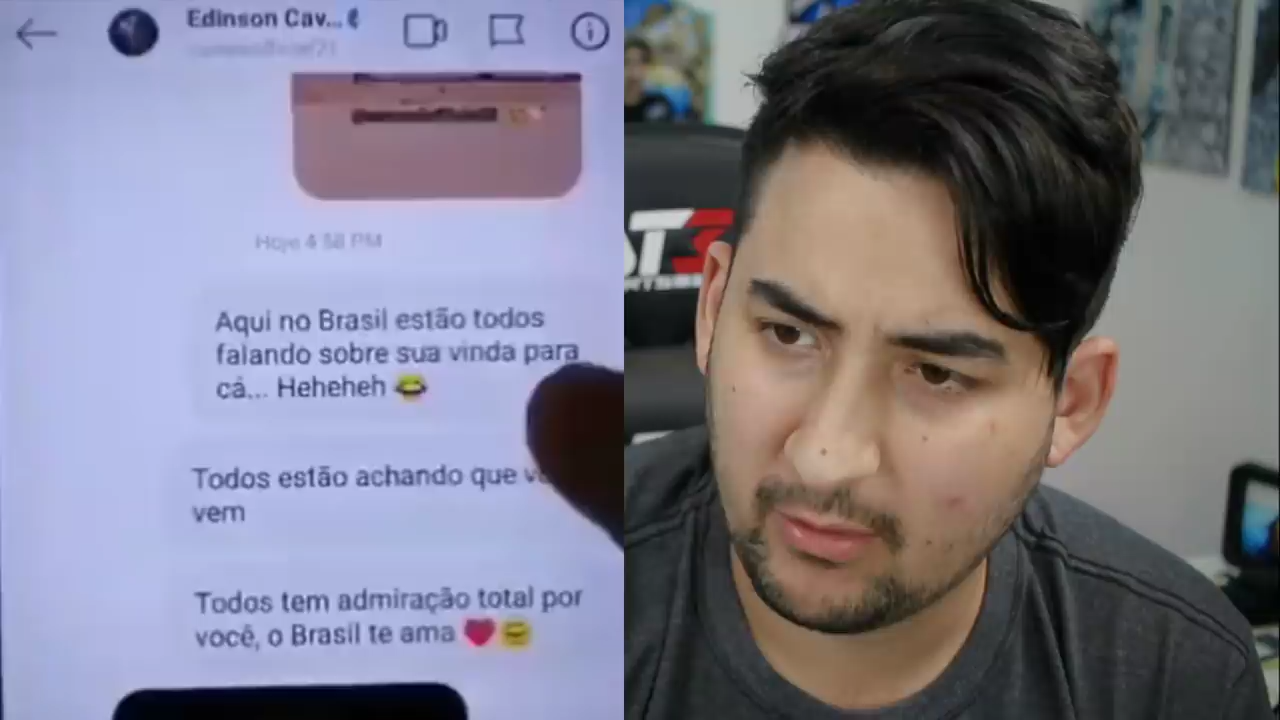 Edinson Cav...
Hoje 4:58 PM
Aqui no Brasil estão todos
falando sobre sua vinda para
cá... Heheheh 😂
Todos estão achando que
vem
Todos tem admiração total por
você, o Brasil te ama ❤️😄
ST3